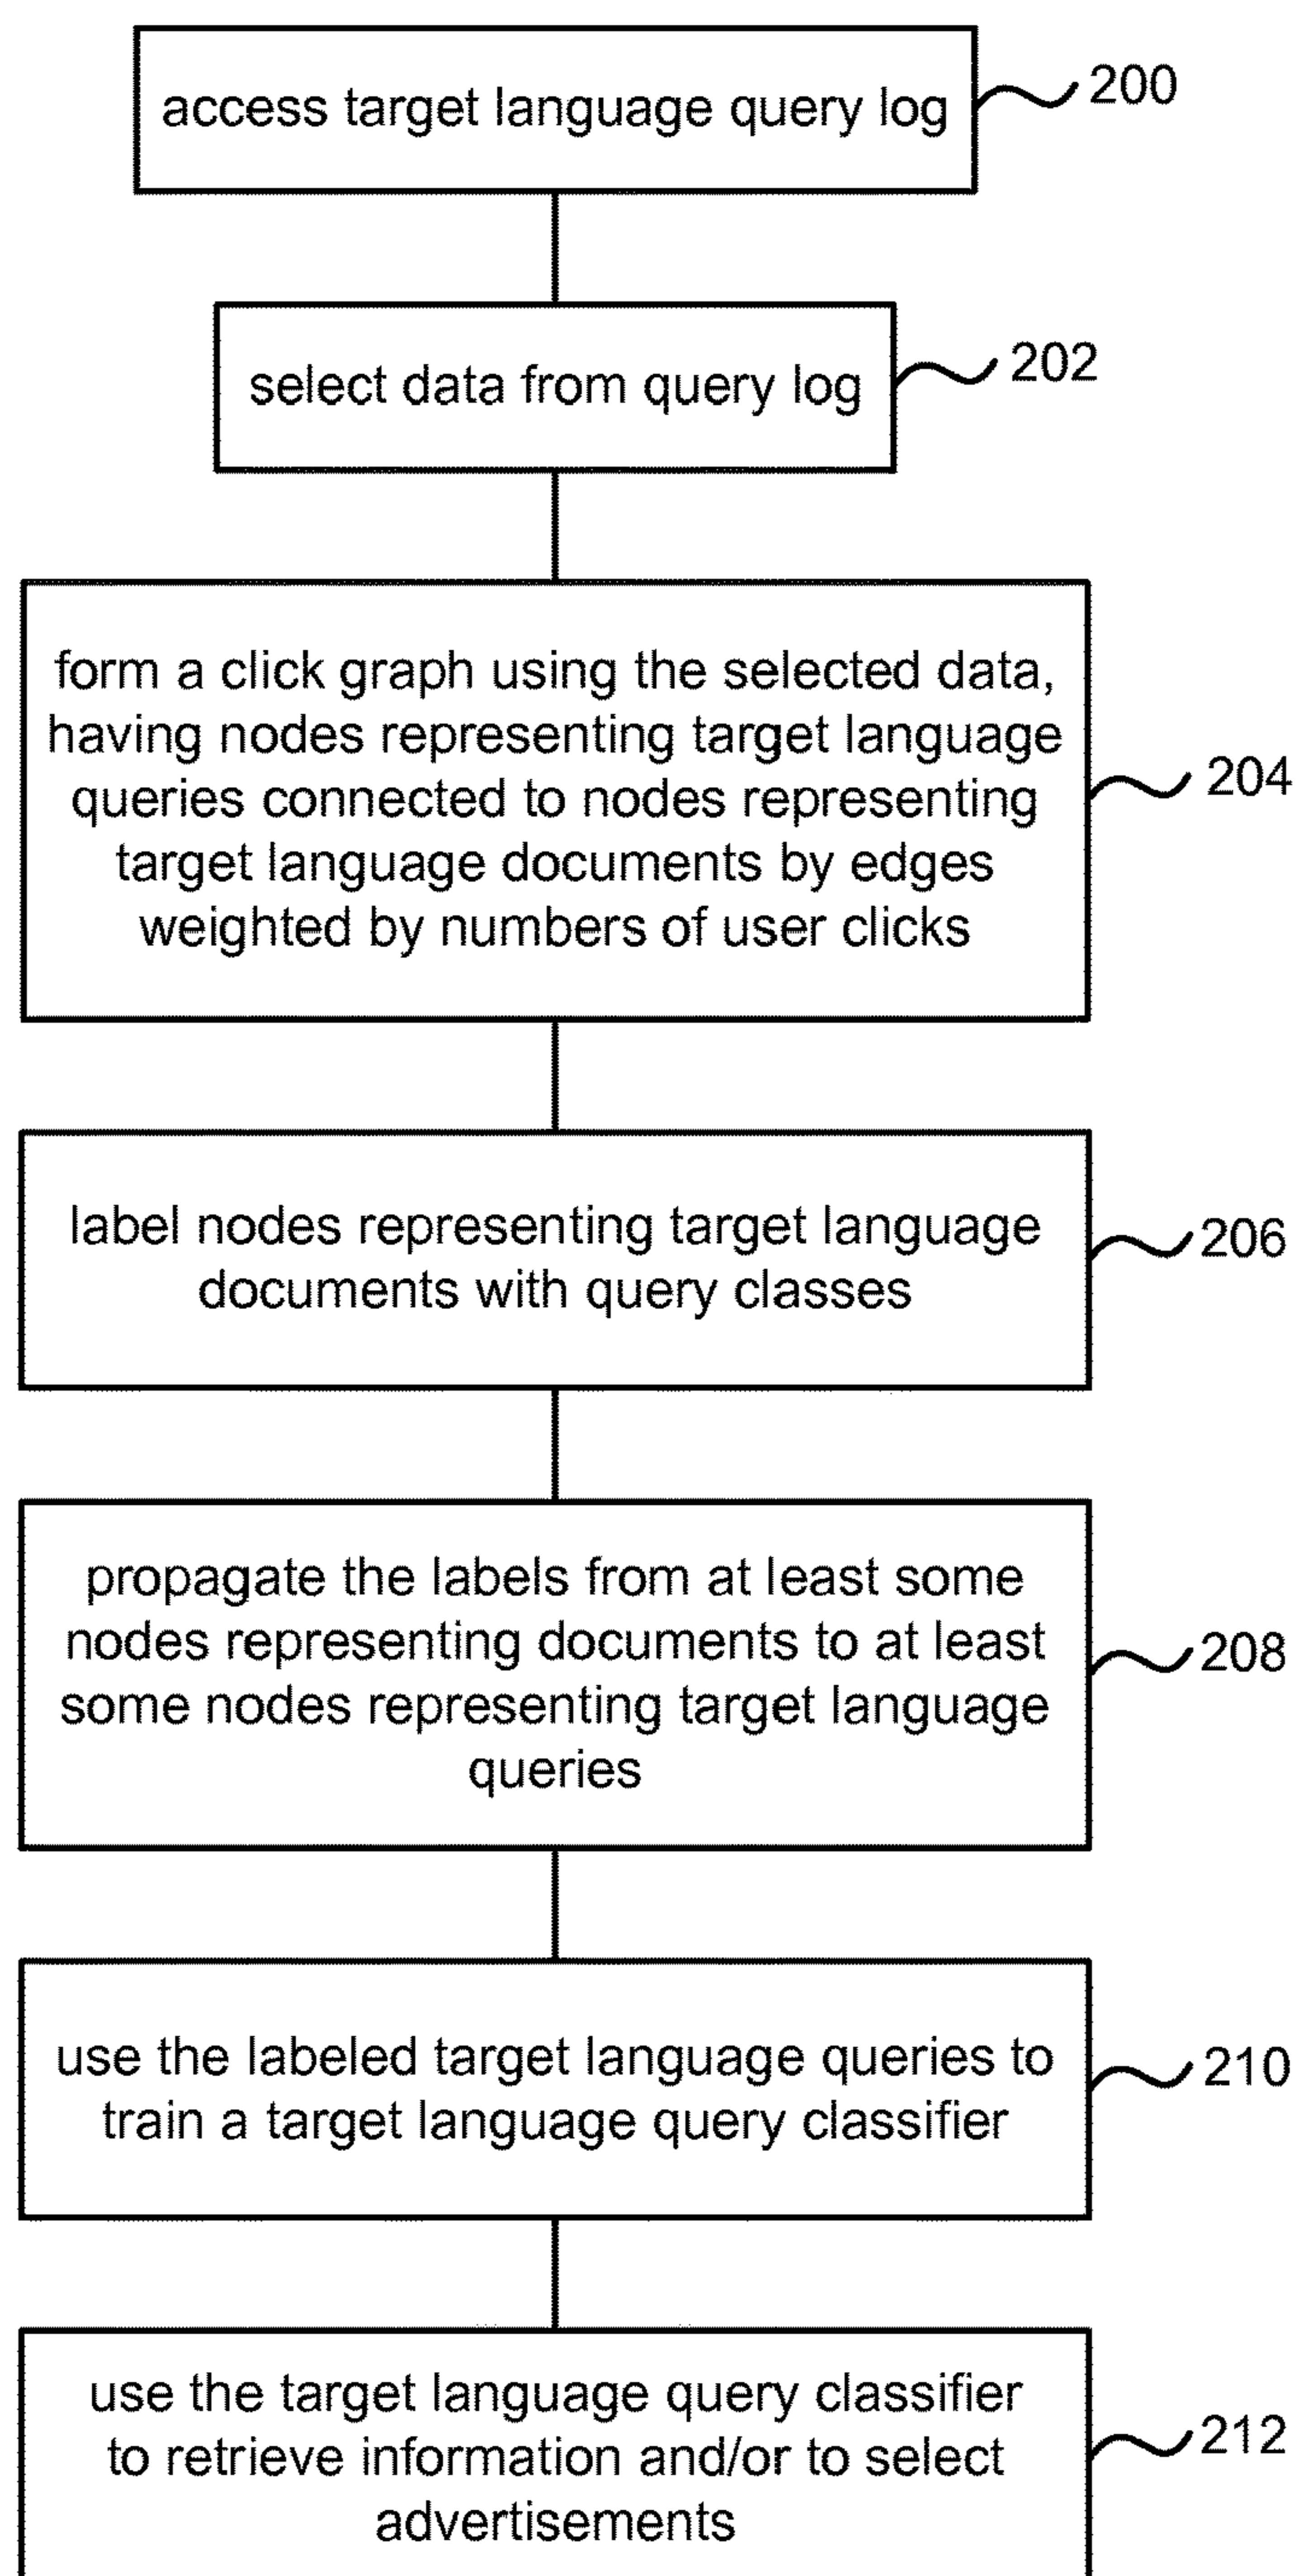 access target language query log
200
select data from query log
202
form a click graph using the selected data,
having nodes representing target language
queries connected to nodes representing
target language documents by edges
weighted by numbers of user clicks
204
label nodes representing target language
documents with query classes
206
propagate the labels from at least some
nodes representing documents to at least
some nodes representing target language
queries
208
use the labeled target language queries to
train a target language query classifier
210
use the target language query classifier
to retrieve information and/or to select
advertisements
212